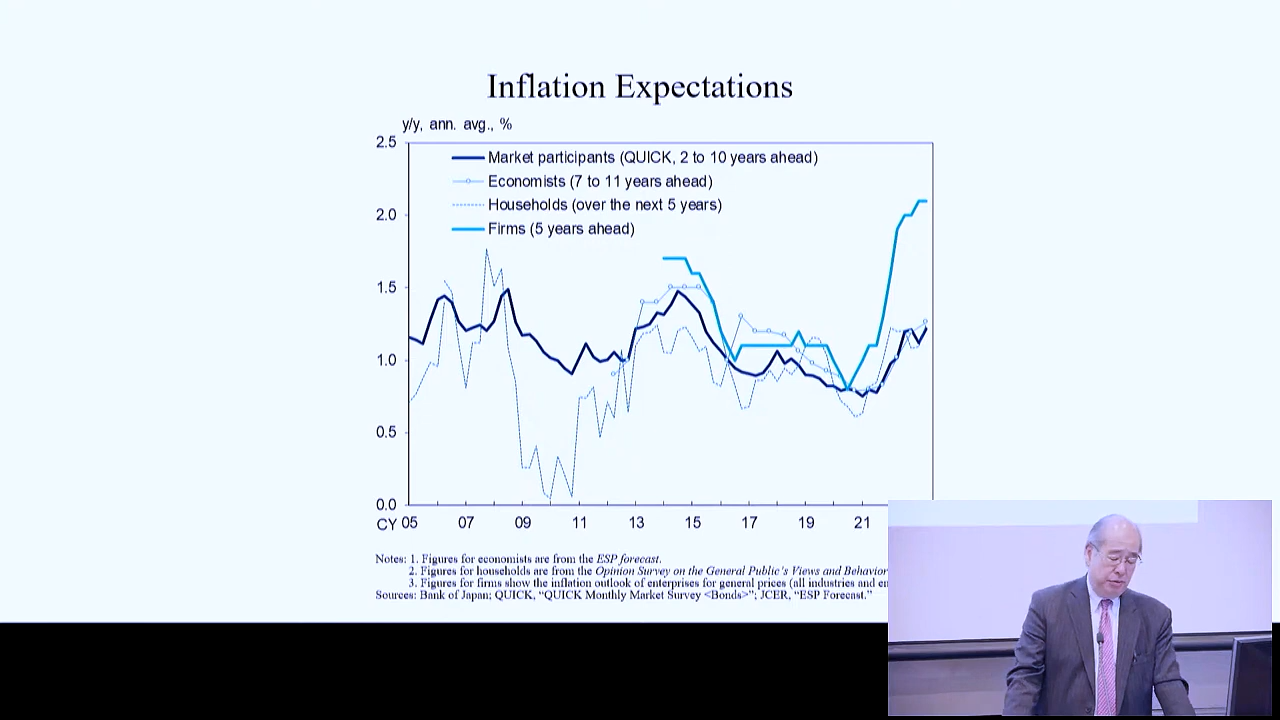 Inflation Expectations
y/y, ann. avg., %
2.5
2.0
1.5
1.0
0.5
0.0
Market participants (QUICK, 2 to 10 years ahead)
Economists (7 to 11 years ahead)
Households (over the next 5 years)
Firms (5 years ahead)
CY 05 07 09 11 13 15 17 19 21
Notes: 1. Figures for economists are from the ESP forecast.
2. Figures for households are from the Opinion Survey on the General Public's Views and Behavior
3. Figures for firms show the inflation outlook of enterprises for general prices (all industries and en
Sources: Bank of Japan; QUICK, "QUICK Monthly Market Survey <Bonds>"; JCER, "ESP Forecast."